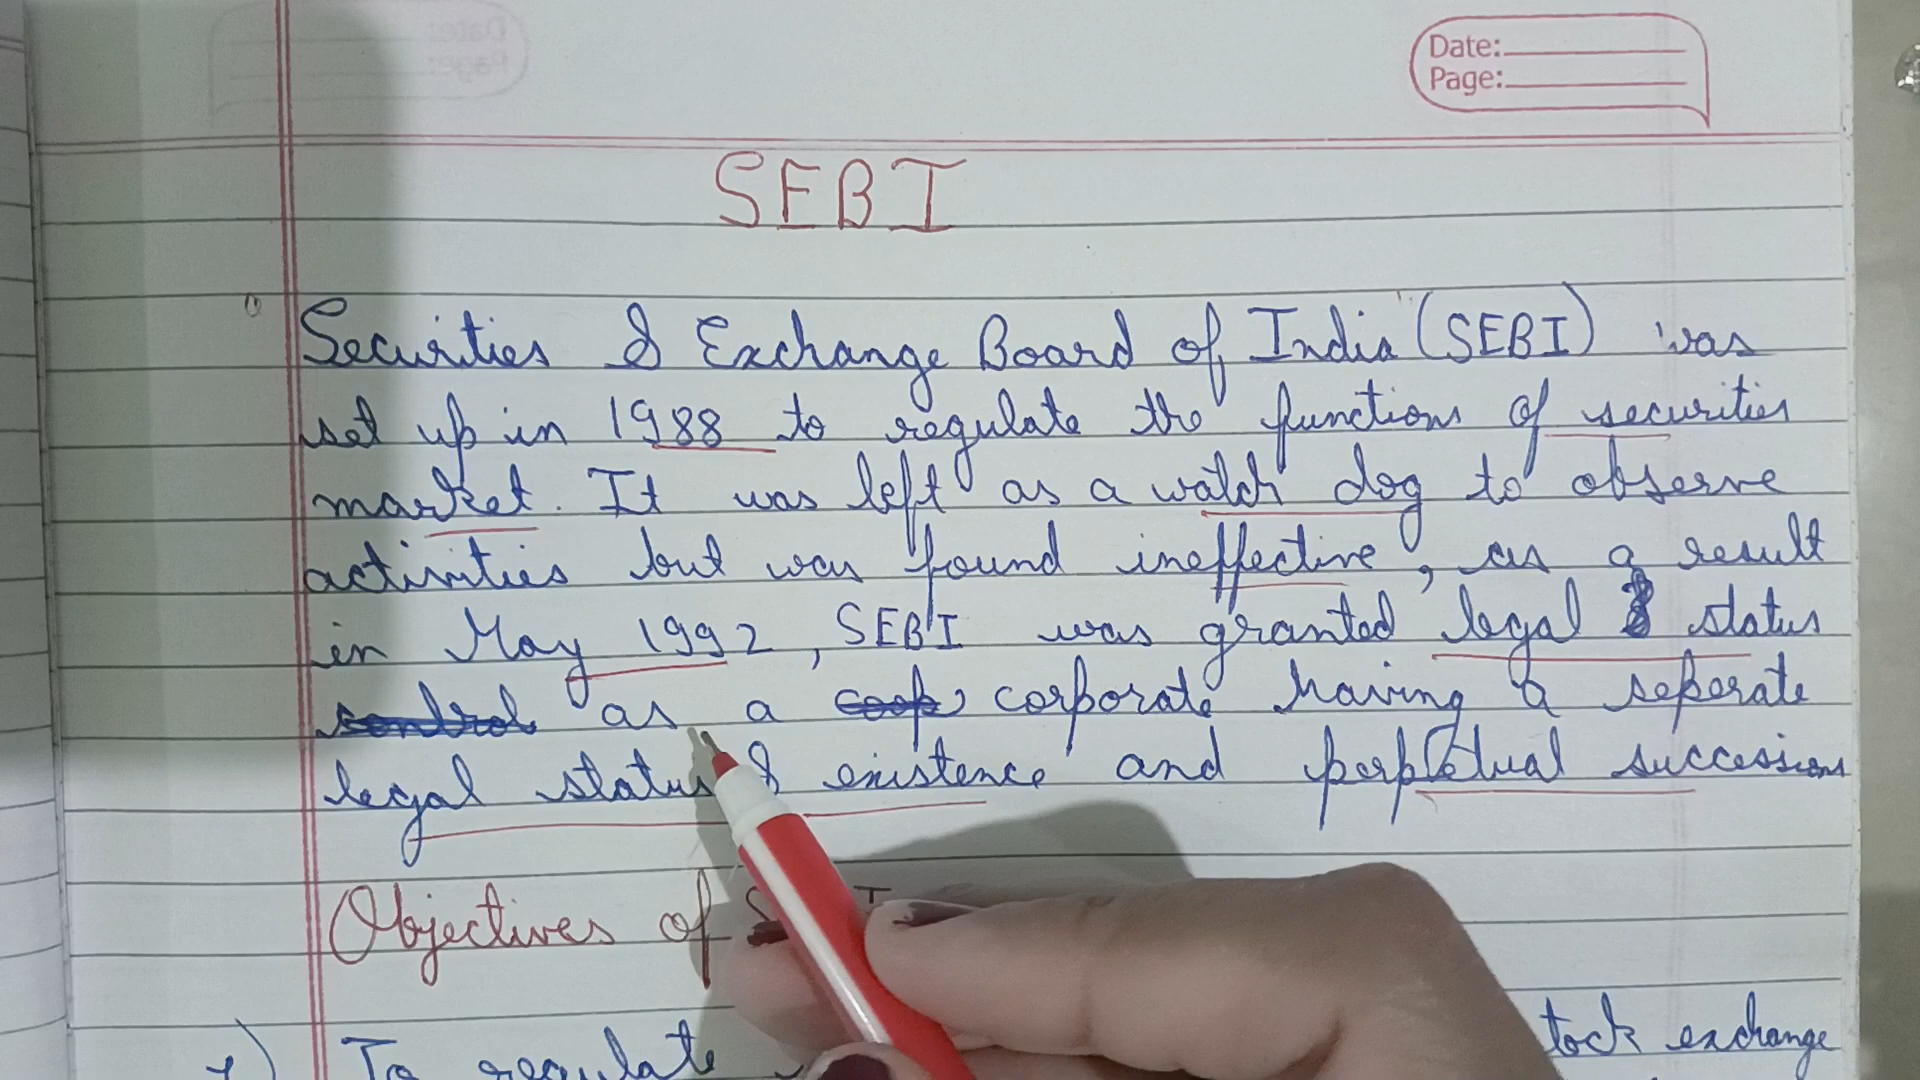 Date:
Page:
SEBI
Securities & Exchange Board of India (SEBI) was
set up in 1988 to regulate the functions of securities
market. It was left as a watch dog to observe
activities but was found ineffective, as a result
in May 1992, SEBI was granted legal status
as a corporate having a seperate
legal status & existence and perpetual succession
Objectives of
1) To regulate
exchange